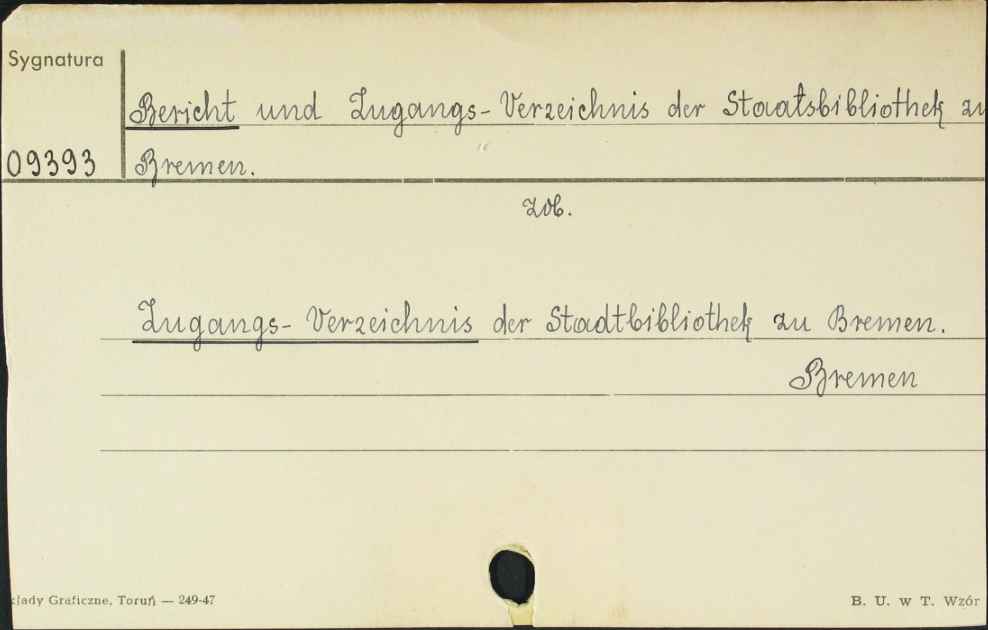 Sygnatura
Bericht und Zugangs-Verzeichnis der Staatsbibliothek zu
09393 Bremen.
zob.
Zugangs-Verzeichnis der Stadtbibliothek zu Bremen.
Bremen
kłady Graficzne, Toruń — 249-47
B. U. w T. Wzór